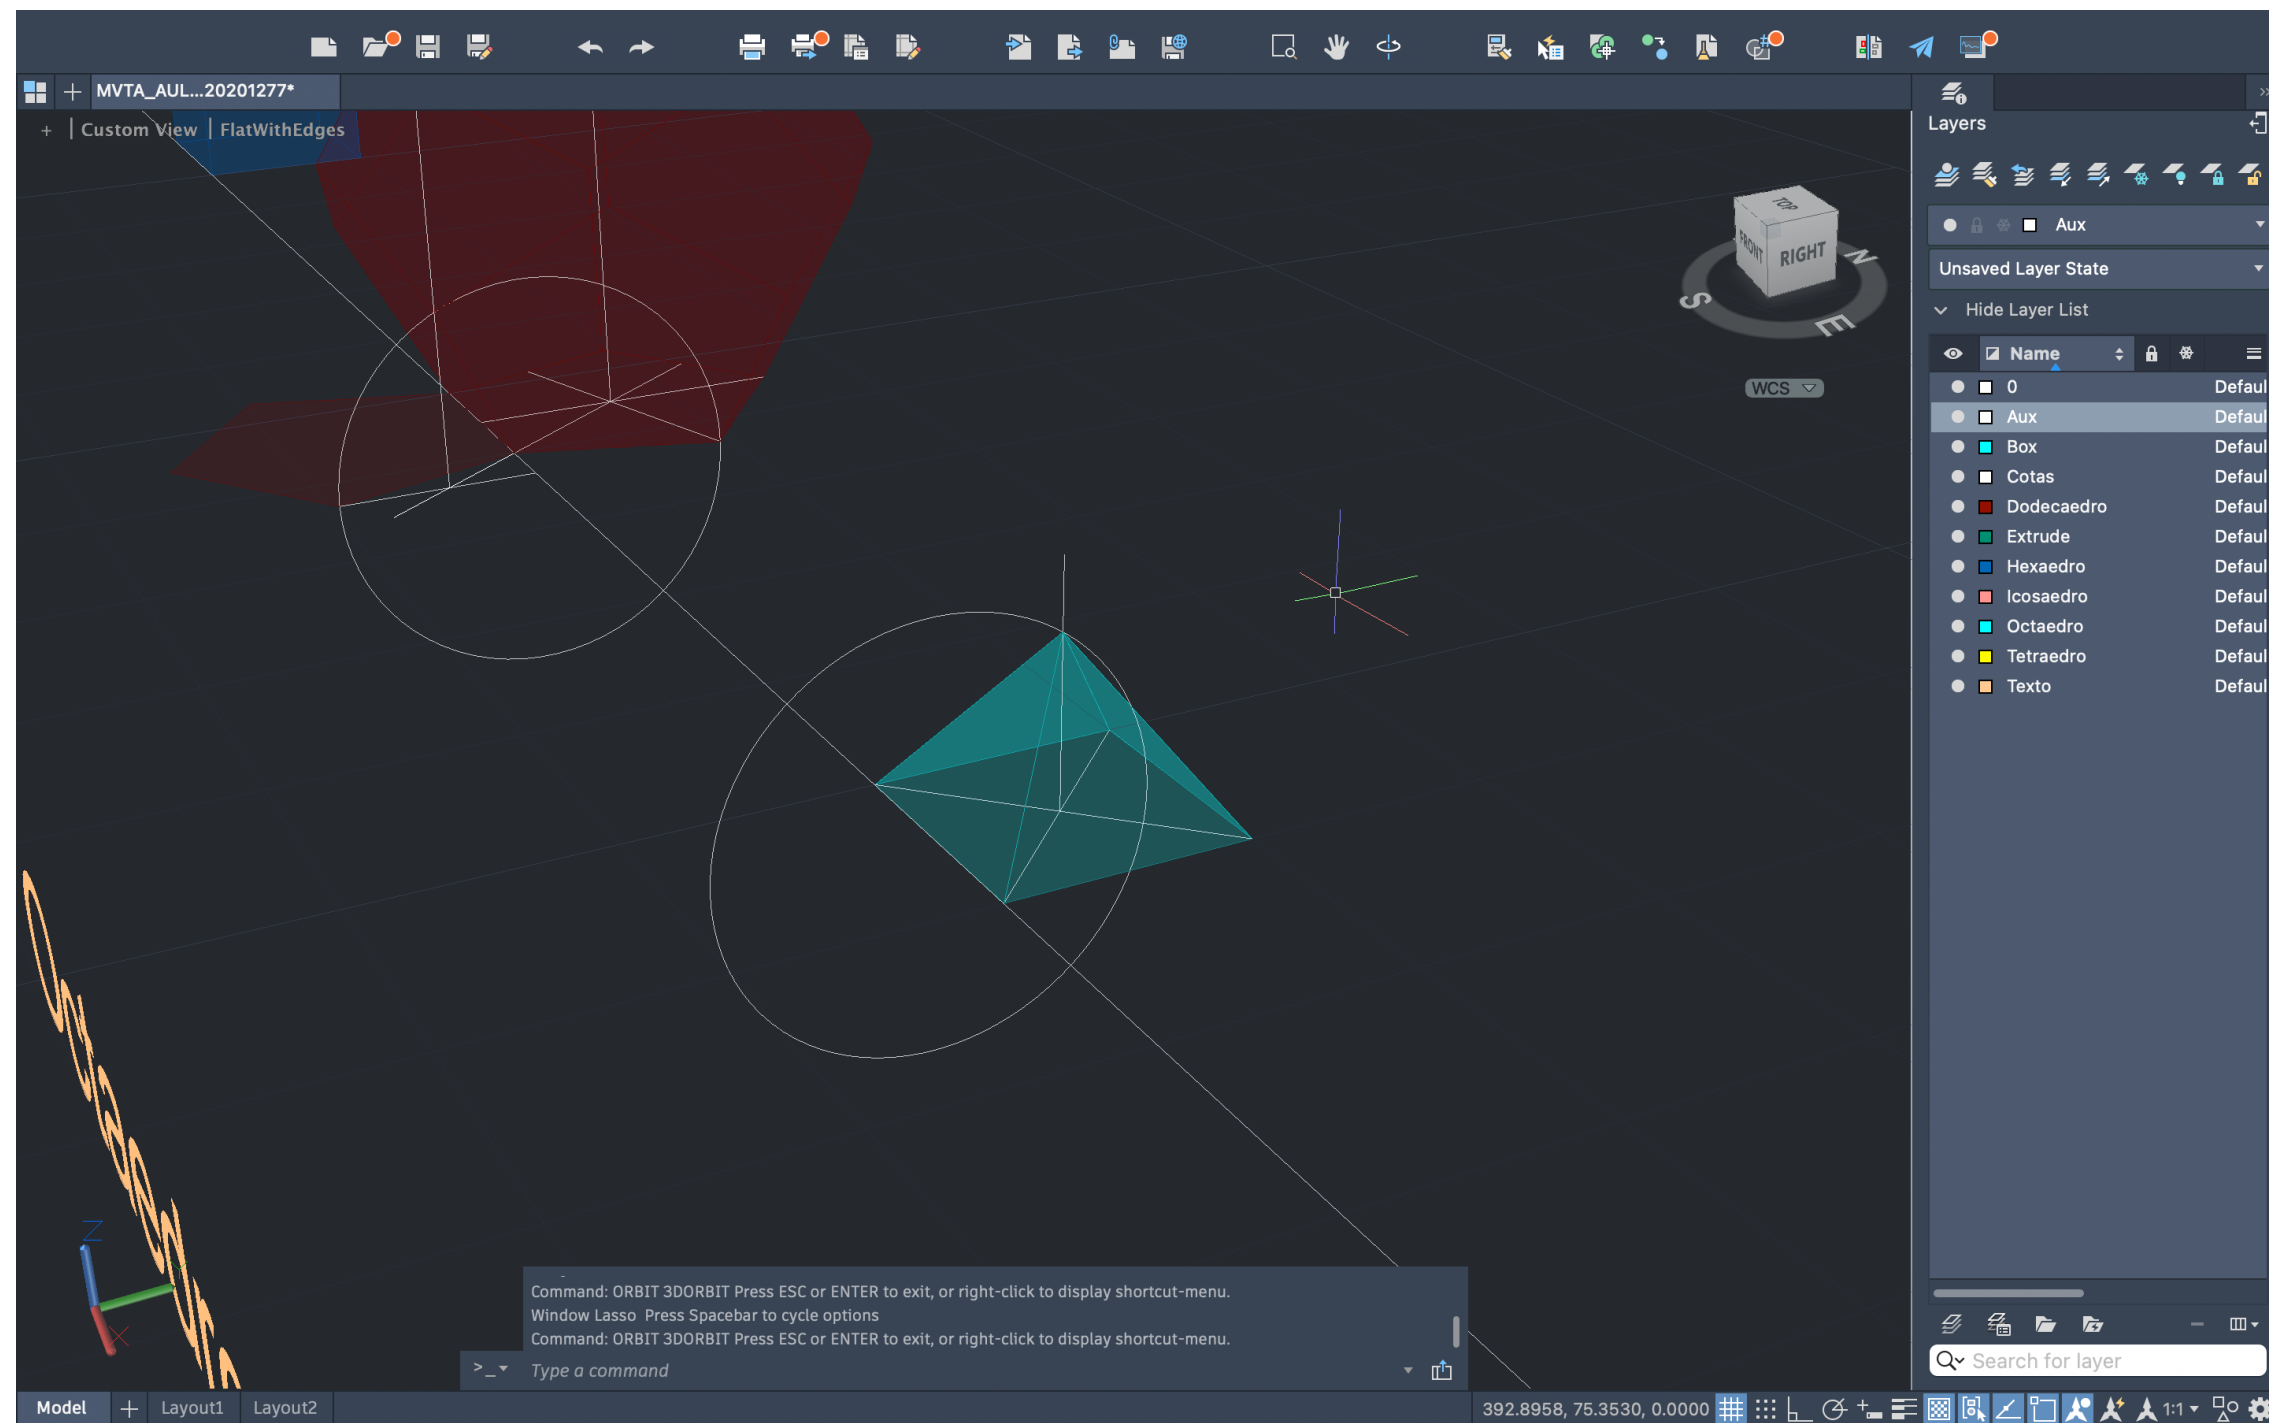 MVTA_AUL...20201277*
+ | Custom View | FlatWithEdges
TOP
FRONT
RIGHT
N
S
E
WCS
Layers
Aux
Unsaved Layer State
Hide Layer List
Name
0 Defaul
Aux Defaul
Box Defaul
Cotas Defaul
Dodecaedro Defaul
Extrude Defaul
Hexaedro Defaul
Icosaedro Defaul
Octaedro Defaul
Tetraedro Defaul
Texto Defaul
Search for layer
Z
X
Command: ORBIT 3DORBIT Press ESC or ENTER to exit, or right-click to display shortcut-menu.
Window Lasso  Press Spacebar to cycle options
Command: ORBIT 3DORBIT Press ESC or ENTER to exit, or right-click to display shortcut-menu.
>_ Type a command
Model + Layout1 Layout2
392.8958, 75.3530, 0.0000
1:1